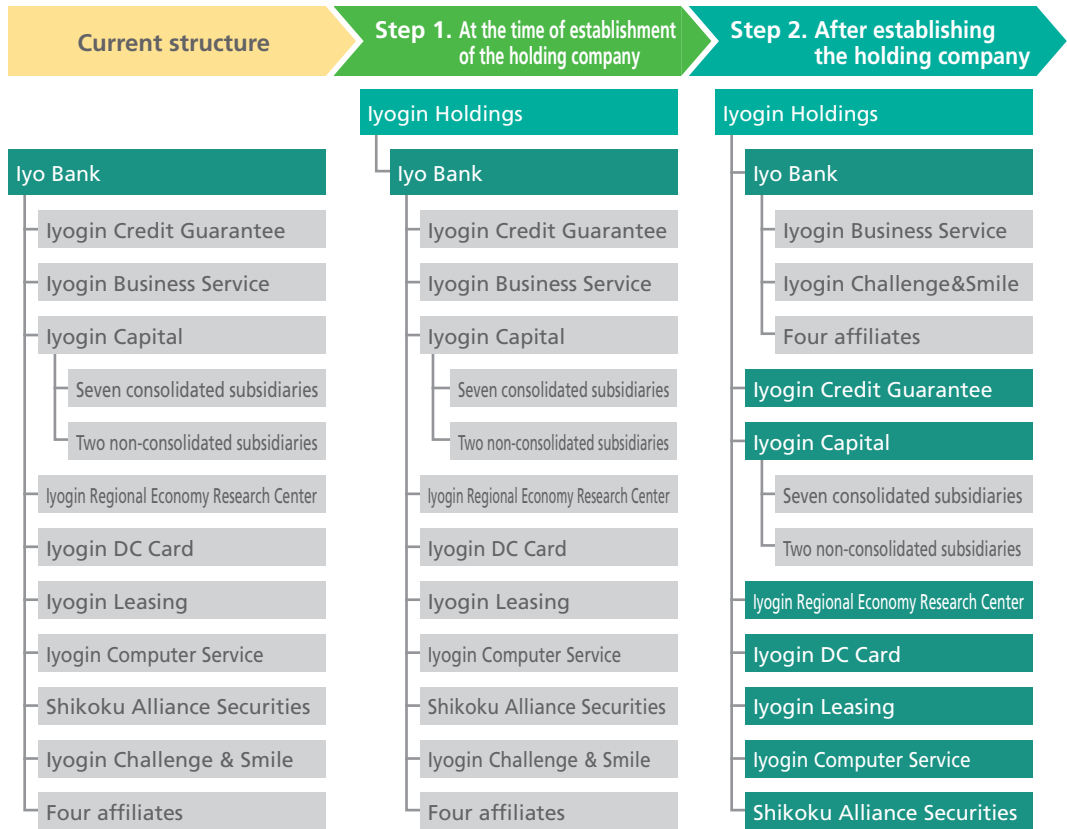 Current structure
Step 1. At the time of establishment
of the holding company
Step 2. After establishing
the holding company
Iyo Bank
Iyogin Credit Guarantee
Iyogin Business Service
Iyogin Capital
Seven consolidated subsidiaries
Two non-consolidated subsidiaries
Iyogin Regional Economy Research Center
Iyogin DC Card
Iyogin Leasing
Iyogin Computer Service
Shikoku Alliance Securities
Iyogin Challenge & Smile
Four affiliates
Iyogin Holdings
Iyo Bank
Iyogin Credit Guarantee
Iyogin Business Service
Iyogin Capital
Seven consolidated subsidiaries
Two non-consolidated subsidiaries
Iyogin Regional Economy Research Center
Iyogin DC Card
Iyogin Leasing
Iyogin Computer Service
Shikoku Alliance Securities
Iyogin Challenge & Smile
Four affiliates
Iyogin Holdings
Iyo Bank
Iyogin Business Service
Iyogin Challenge&Smile
Four affiliates
Iyogin Credit Guarantee
Iyogin Capital
Seven consolidated subsidiaries
Two non-consolidated subsidiaries
Iyogin Regional Economy Research Center
Iyogin DC Card
Iyogin Leasing
Iyogin Computer Service
Shikoku Alliance Securities